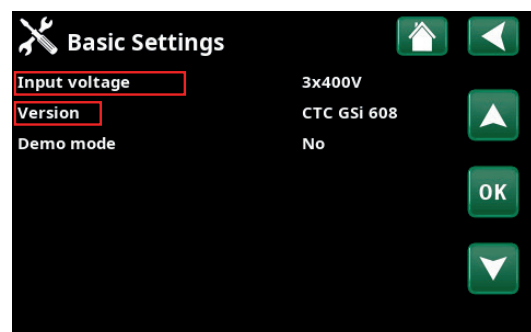 Basic Settings
Input voltage 3x400V
Version CTC GSi 608
Demo mode No
OK